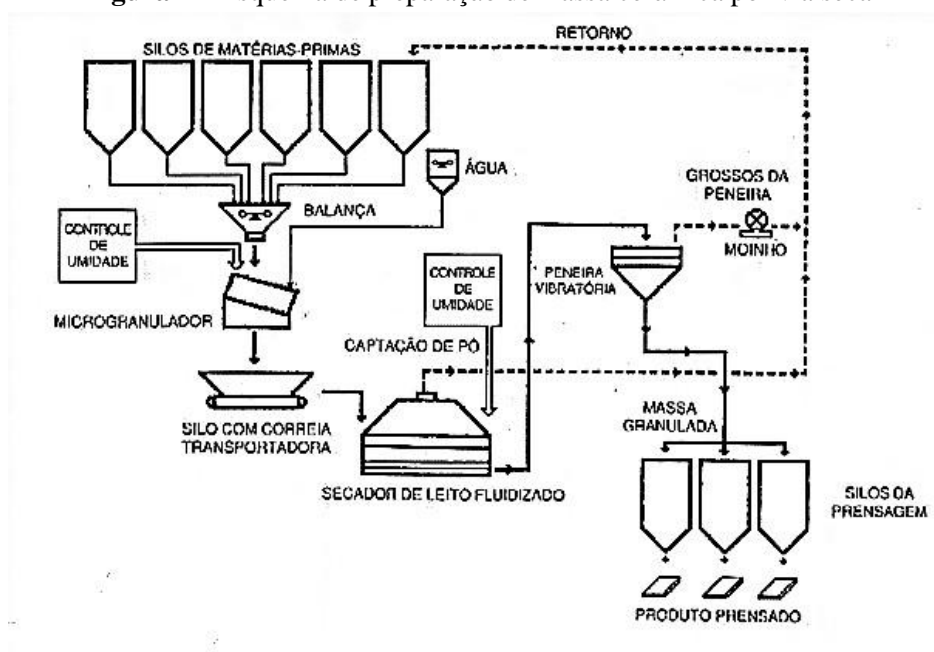 SILOS DE MATÉRIAS-PRIMAS
RETORNO
ÁGUA
GROSSOS DA
PENEIRA
BALANÇA
CONTROLE
DE
UMIDADE
MOINHO
PENEIRA
VIBRATÓRIA
CONTROLE
DE
UMIDADE
MICROGRANULADOR
CAPTAÇÃO DE PÓ
MASSA
GRANULADA
SILO COM CORREIA
TRANSPORTADORA
SECADOR DE LEITO FLUIDIZADO
SILOS DA
PRENSAGEM
PRODUTO PRENSADO